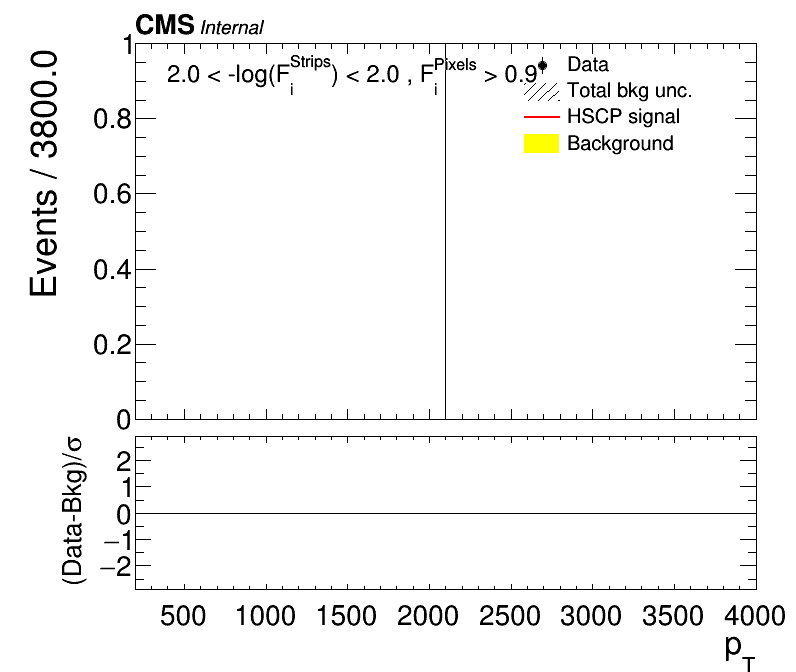 CMS Internal
2.0 < -log(F_i^Strips) < 2.0 , F_i^Pixels > 0.9
Data
Total bkg unc.
HSCP signal
Background
Events / 3800.0
1
0.8
0.6
0.4
0.2
0
(Data-Bkg)/σ
2
1
0
−1
−2
500 1000 1500 2000 2500 3000 3500 4000
p_T